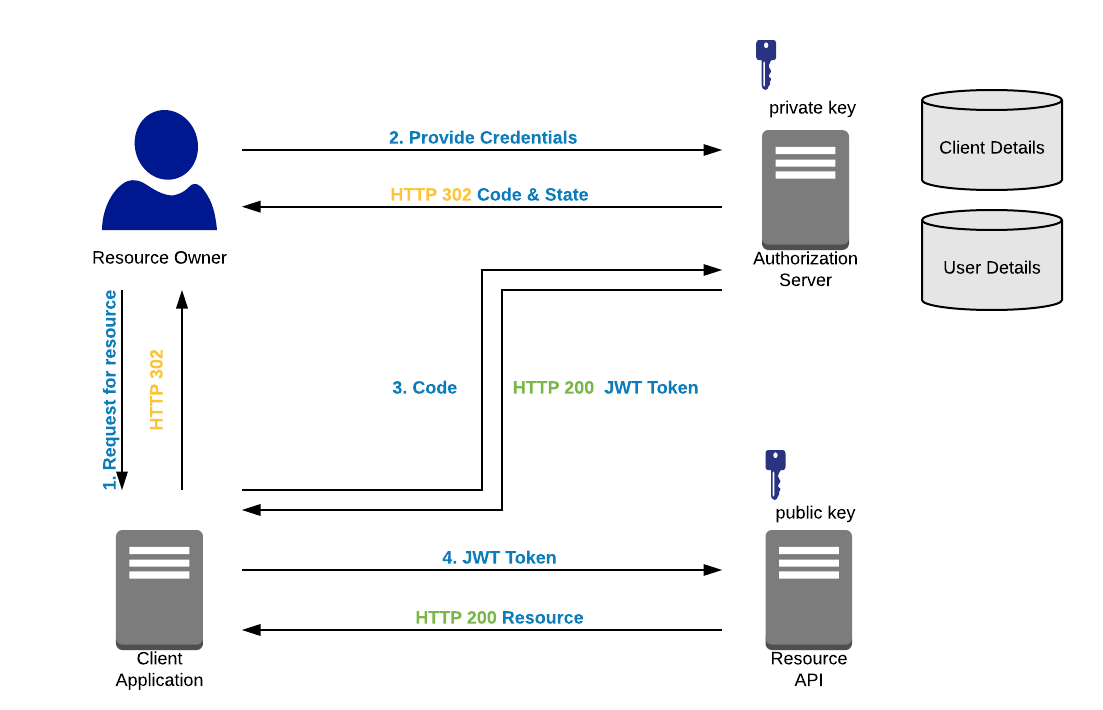 private key
Client Details
2. Provide Credentials
HTTP 302 Code & State
Resource Owner
Authorization
Server
User Details
1. Request for resource
HTTP 302
3. Code
HTTP 200 JWT Token
public key
4. JWT Token
HTTP 200 Resource
Client
Application
Resource
API